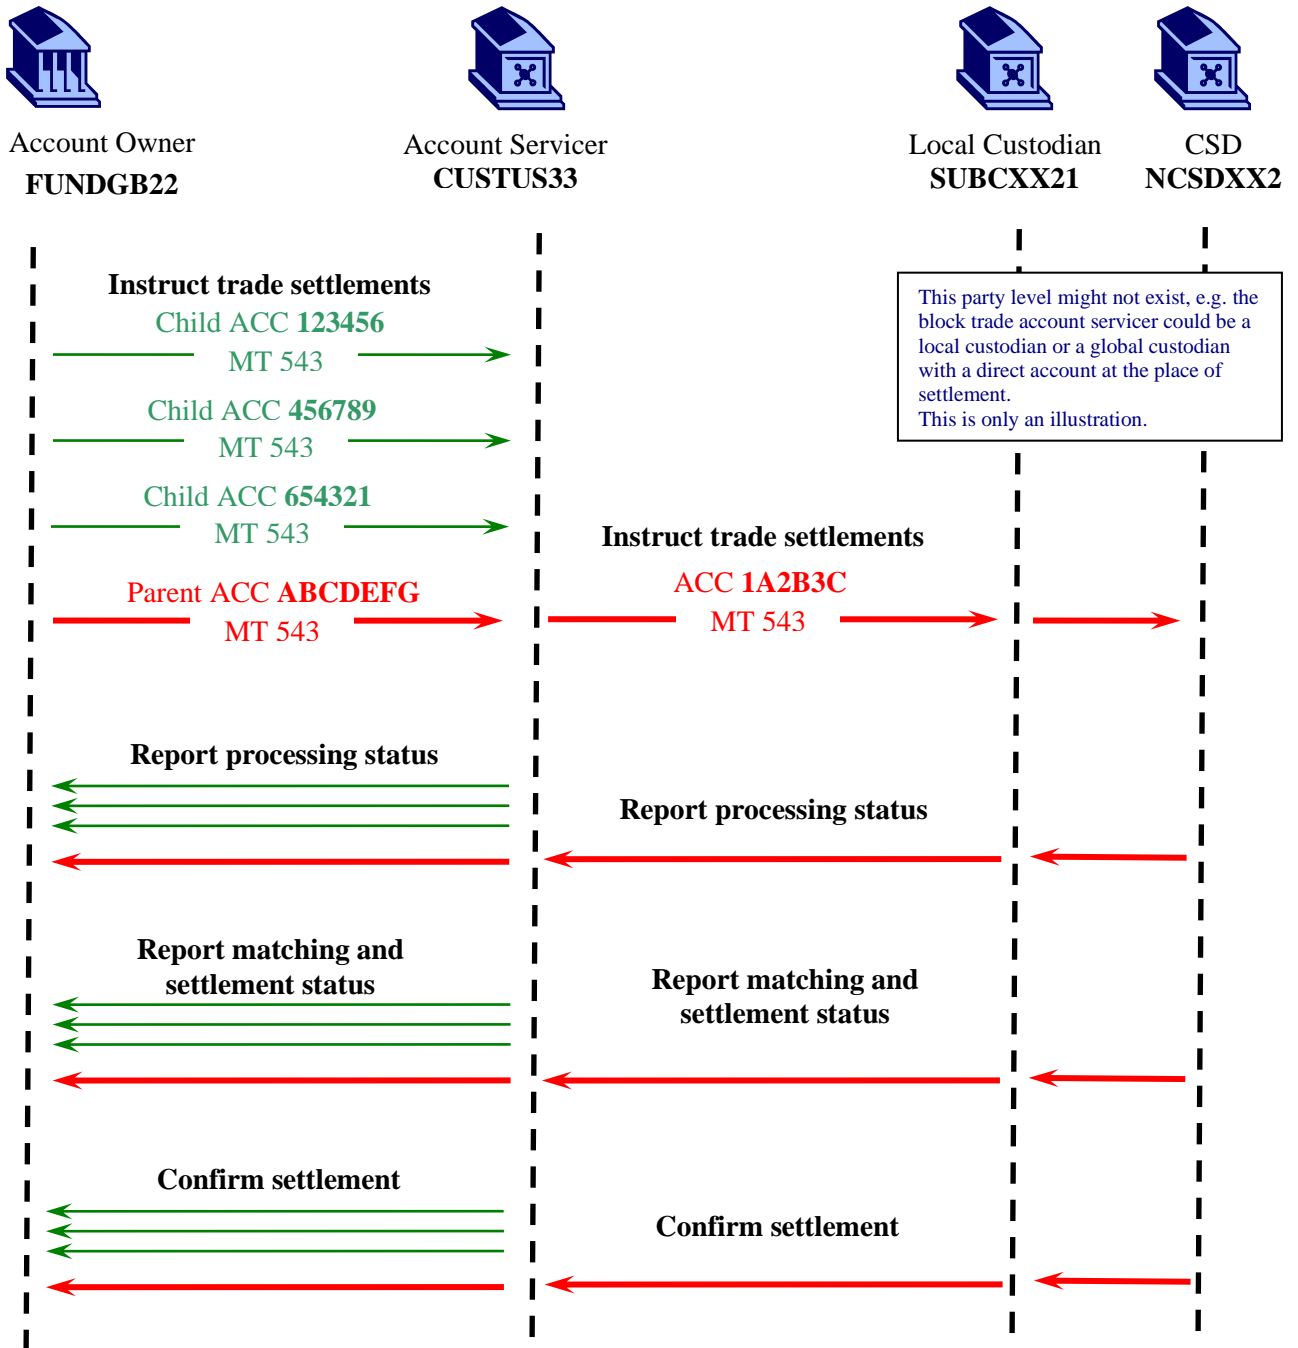 Account Owner
FUNDGB22
Account Servicer
CUSTUS33
Local Custodian
SUBCXX21
CSD
NCSDXX2
Instruct trade settlements
Child ACC 123456
MT 543
Child ACC 456789
MT 543
Child ACC 654321
MT 543
Parent ACC ABCDEFG
MT 543
This party level might not exist, e.g. the
block trade account servicer could be a
local custodian or a global custodian
with a direct account at the place of
settlement.
This is only an illustration.
Instruct trade settlements
ACC 1A2B3C
MT 543
Report processing status
Report processing status
Report matching and
settlement status
Report matching and
settlement status
Confirm settlement
Confirm settlement